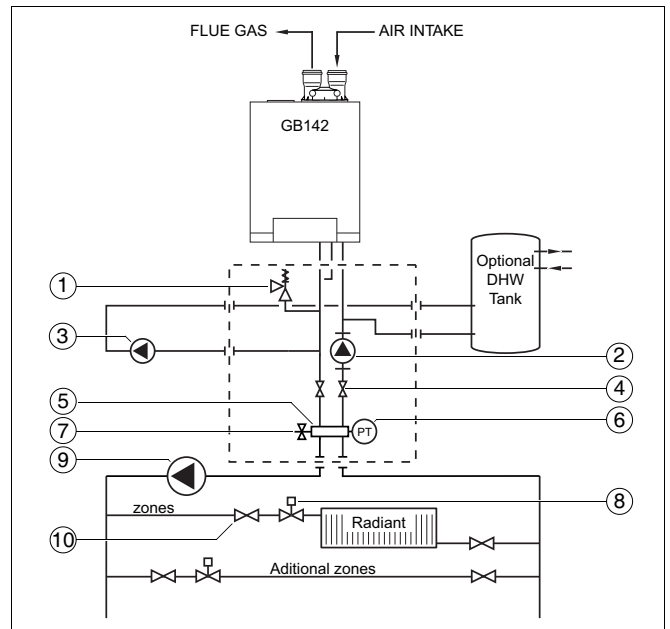 FLUE GAS
AIR INTAKE
GB142
Optional
DHW
Tank
1
3
2
5
4
7
PT
6
9
8
zones
Radiant
10
Aditional zones